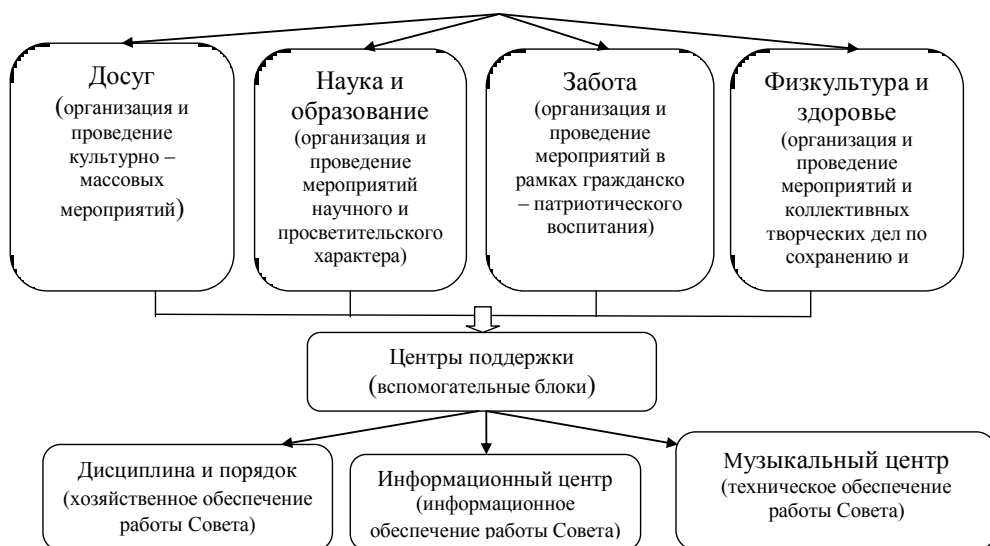 Досуг
(организация и
проведение
культурно –
массовых
мероприятий)
Наука и
образование
(организация и
проведение
мероприятий
научного и
просветительского
характера)
Забота
(организация и
проведение
мероприятий в
рамках гражданско
– патриотического
воспитания)
Физкультура и
здоровье
(организация и
проведение
мероприятий и
коллективных
творческих дел по
сохранению и
Центры поддержки
(вспомогательные блоки)
Дисциплина и порядок
(хозяйственное обеспечение
работы Совета)
Информационный центр
(информационное
обеспечение работы Совета)
Музыкальный центр
(техническое обеспечение
работы Совета)